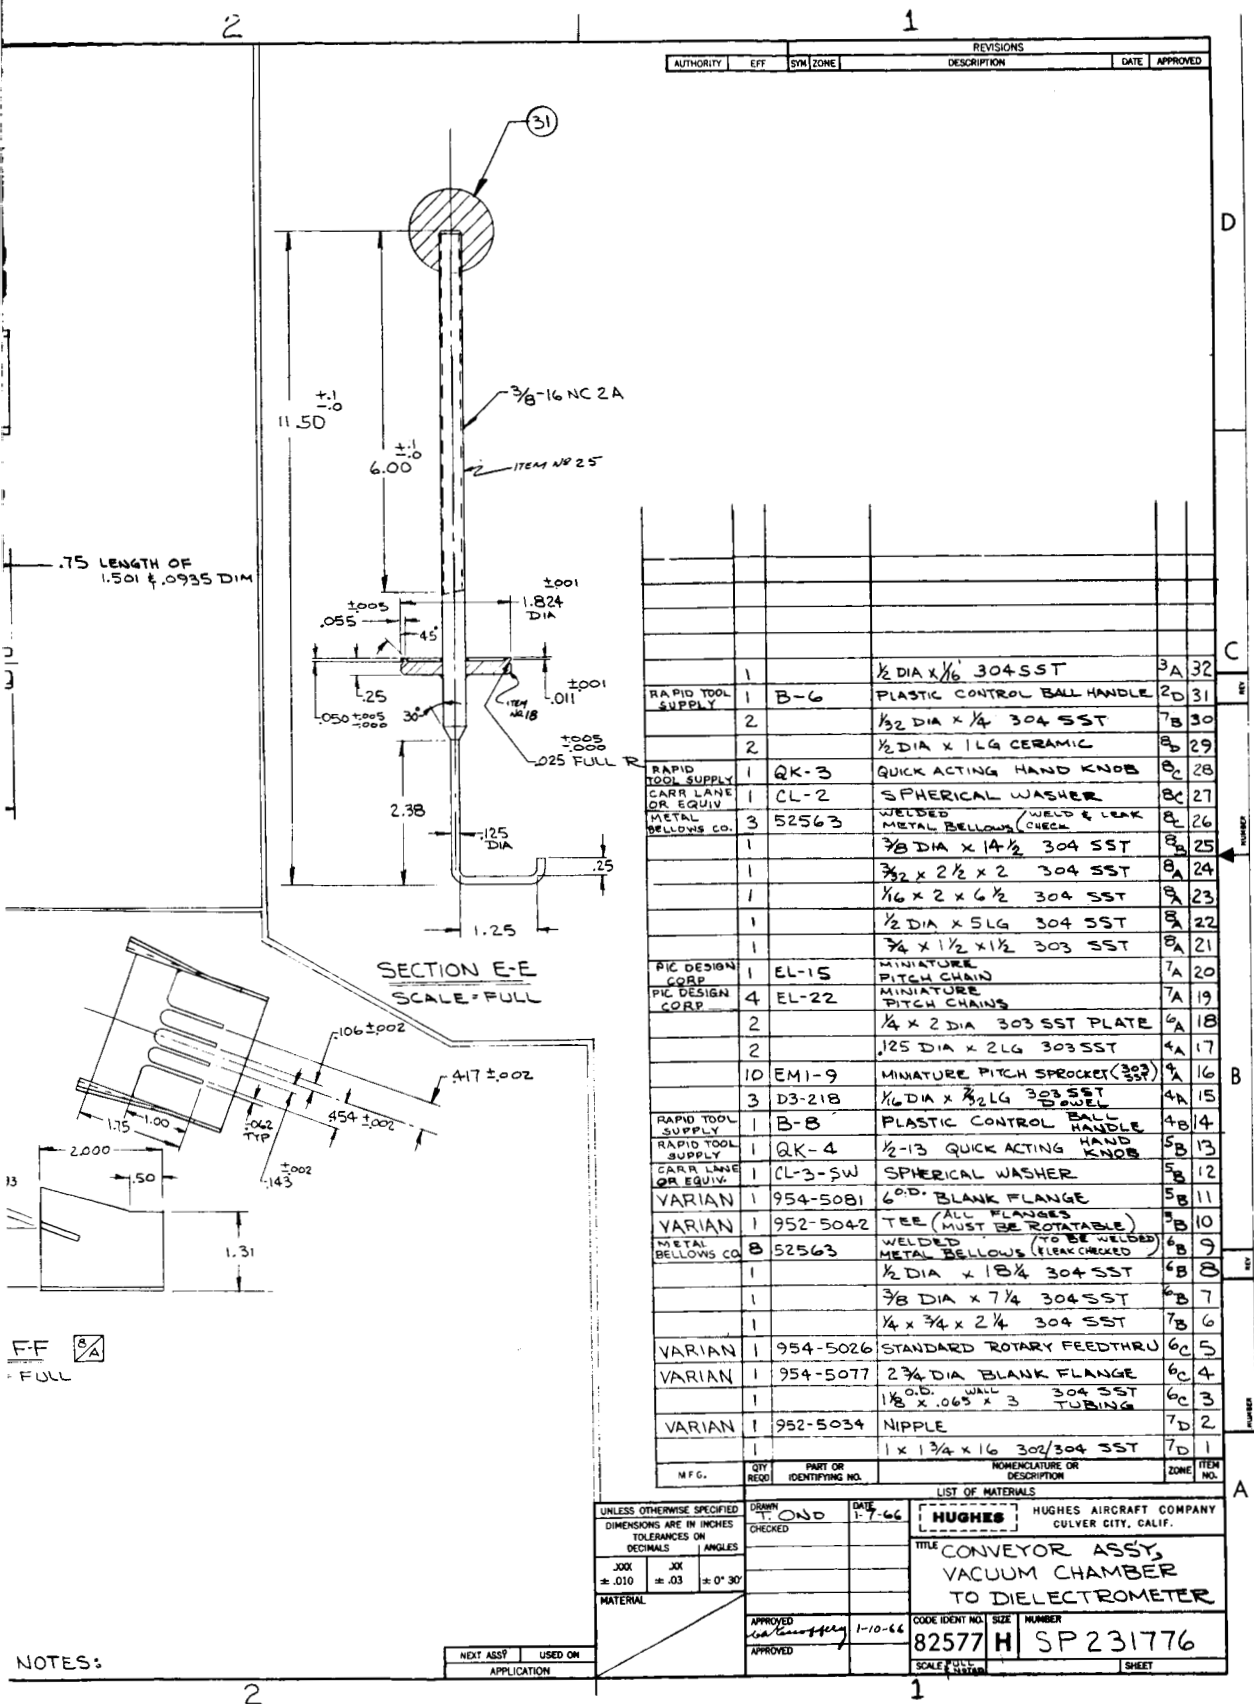 2 1
REVISIONS
AUTHORITY EFF SYM ZONE DESCRIPTION DATE APPROVED
31
D
3/8-16 NC 2A
+.1
-.0
11.50
+.1
-.0
6.00
ITEM Nº 25
.75 LENGTH OF
1.501 & .0935 DIM
±.001
1.824
DIA
±.005
.055
45°
.25
.050 +.005 -.000
30°
ITEM
Nº 18
±.001
.011
+.005
-.000
.025 FULL R
2.38
.125
DIA
.25
1.25
SECTION E-E
SCALE = FULL
C
.106 ±.002
.417 ±.002
.454 ±.002
.062
TYP
±.002
.143
1.75
1.00
2.000
.50
1.31
F-F 8/A
= FULL
B
1 1/2 DIA x 1/16 304 SST 3A 32
RAPID TOOL SUPPLY 1 B-6 PLASTIC CONTROL BALL HANDLE 2D 31
2 1/32 DIA x 1/4 304 SST 7B 30
2 1/2 DIA x 1 LG CERAMIC 8D 29
RAPID TOOL SUPPLY 1 QK-3 QUICK ACTING HAND KNOB 8C 28
CARR LANE OR EQUIV 1 CL-2 SPHERICAL WASHER 8C 27
METAL BELLOWS CO. 3 52563 WELDED METAL BELLOWS (WELD & LEAK CHECK 8C 26
1 3/8 DIA x 14 1/2 304 SST 8B 25
1 3/32 x 2 1/2 x 2 304 SST 8A 24
1 1/16 x 2 x 6 1/2 304 SST 8A 23
1 1/2 DIA x 5 LG 304 SST 8A 22
1 3/4 x 1 1/2 x 1 1/2 303 SST 8A 21
PIC DESIGN CORP 1 EL-15 MINIATURE PITCH CHAIN 7A 20
PIC DESIGN CORP 4 EL-22 MINIATURE PITCH CHAINS 7A 19
2 1/4 x 2 DIA 303 SST PLATE 6A 18
2 .125 DIA x 2 LG 303 SST 4A 17
10 EM1-9 MINIATURE PITCH SPROCKET (303 SST) 4A 16
3 D3-218 1/16 DIA x 7/32 LG 303 SST DOWEL 4A 15
RAPID TOOL SUPPLY 1 B-8 PLASTIC CONTROL BALL HANDLE 4B 14
RAPID TOOL SUPPLY 1 QK-4 1/2-13 QUICK ACTING HAND KNOB 5B 13
CARR LANE OR EQUIV. 1 CL-3-SW SPHERICAL WASHER 5B 12
VARIAN 1 954-5081 6 O.D. BLANK FLANGE 5B 11
VARIAN 1 952-5042 TEE (ALL FLANGES MUST BE ROTATABLE) 5B 10
METAL BELLOWS CO 8 52563 WELDED METAL BELLOWS (TO BE WELDED & LEAK CHECKED) 6B 9
1 1/2 DIA x 18 1/4 304 SST 6B 8
1 3/8 DIA x 7 1/4 304 SST 6B 7
1 1/4 x 3/4 x 2 1/4 304 SST 7B 6
VARIAN 1 954-5026 STANDARD ROTARY FEEDTHRU 6C 5
VARIAN 1 954-5077 2 3/4 DIA BLANK FLANGE 6C 4
1 1 1/8 O.D. x .065 WALL x 3 304 SST TUBING 6C 3
VARIAN 1 952-5034 NIPPLE 7D 2
1 1 x 1 3/4 x 16 302/304 SST 7D 1
MFG. QTY REQD PART OR IDENTIFYING NO. NOMENCLATURE OR DESCRIPTION ZONE ITEM NO.
LIST OF MATERIALS
A
REV
NUMBER
REV
NUMBER
UNLESS OTHERWISE SPECIFIED
DIMENSIONS ARE IN INCHES
TOLERANCES ON
DECIMALS ANGLES
.XXX .XX
± .010 ± .03 ± 0° 30'
MATERIAL
DRAWN T. OND DATE 1-7-66
CHECKED
APPROVED 1-10-66
APPROVED
HUGHES HUGHES AIRCRAFT COMPANY
CULVER CITY, CALIF.
TITLE CONVEYOR ASSY,
VACUUM CHAMBER
TO DIELECTROMETER
CODE IDENT NO. SIZE NUMBER
82577 H SP 231776
SCALE FULL & NOTED SHEET
NEXT ASSY USED ON
APPLICATION
NOTES:
2 1